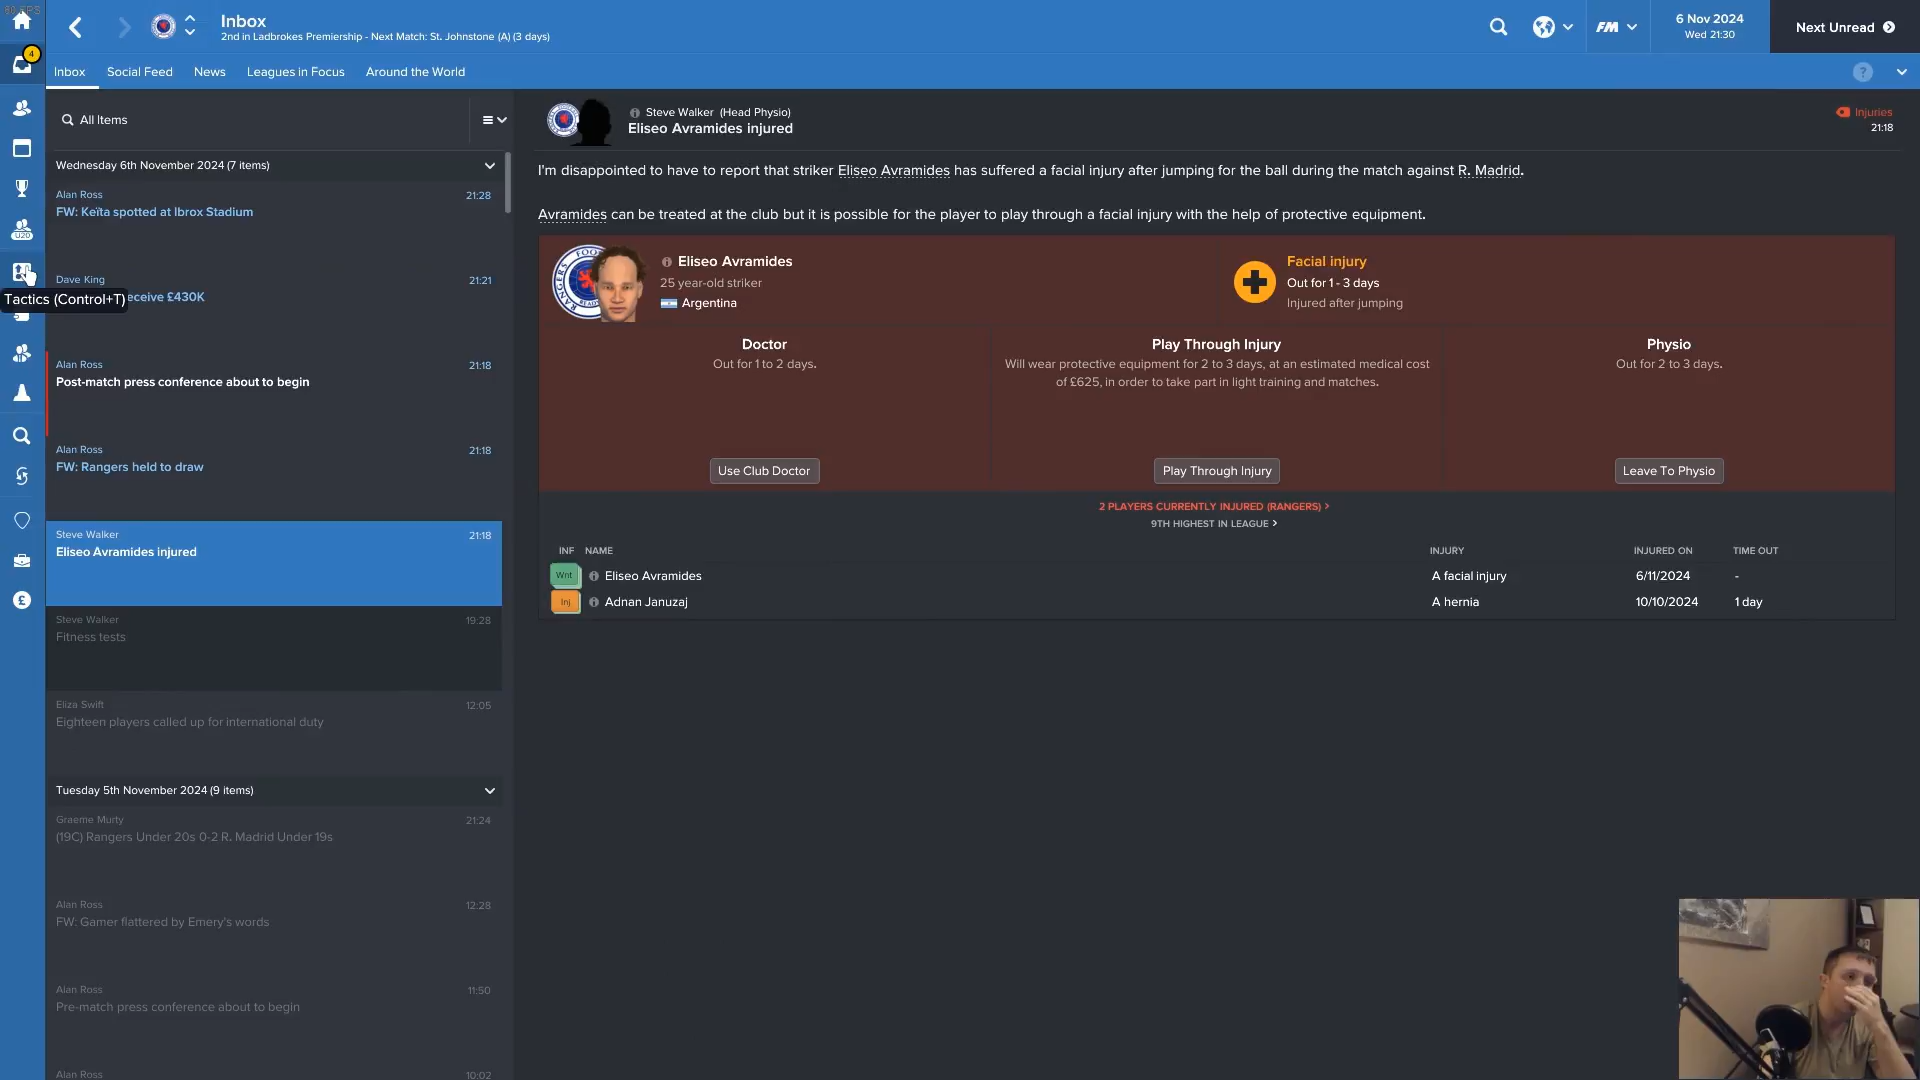 60 FPS
Inbox
2nd in Ladbrokes Premiership - Next Match: St. Johnstone (A) (3 days)
FM
6 Nov 2024
Wed 21:30
Next Unread
4
Inbox
Social Feed
News
Leagues in Focus
Around the World
?
All Items
Wednesday 6th November 2024 (7 items)
Alan Ross
21:28
FW: Keïta spotted at Ibrox Stadium
Dave King
21:21
eceive £430K
Tactics (Control+T)
Alan Ross
21:18
Post-match press conference about to begin
Alan Ross
21:18
FW: Rangers held to draw
Steve Walker
21:18
Eliseo Avramides injured
Steve Walker
19:28
Fitness tests
Eliza Swift
12:05
Eighteen players called up for international duty
Tuesday 5th November 2024 (9 items)
Graeme Murty
21:24
(19C) Rangers Under 20s 0-2 R. Madrid Under 19s
Alan Ross
12:28
FW: Gamer flattered by Emery's words
Alan Ross
11:50
Pre-match press conference about to begin
Alan Ross
10:02
U20
£
Steve Walker (Head Physio)
Eliseo Avramides injured
Injuries
21:18
I'm disappointed to have to report that striker Eliseo Avramides has suffered a facial injury after jumping for the ball during the match against R. Madrid.
Avramides can be treated at the club but it is possible for the player to play through a facial injury with the help of protective equipment.
Eliseo Avramides
25 year-old striker
Argentina
Facial injury
Out for 1 - 3 days
Injured after jumping
Doctor
Out for 1 to 2 days.
Use Club Doctor
Play Through Injury
Will wear protective equipment for 2 to 3 days, at an estimated medical cost
of £625, in order to take part in light training and matches.
Play Through Injury
Physio
Out for 2 to 3 days.
Leave To Physio
2 PLAYERS CURRENTLY INJURED (RANGERS) >
9TH HIGHEST IN LEAGUE >
INF NAME INJURY INJURED ON TIME OUT
Wnt Eliseo Avramides A facial injury 6/11/2024 -
Inj Adnan Januzaj A hernia 10/10/2024 1 day